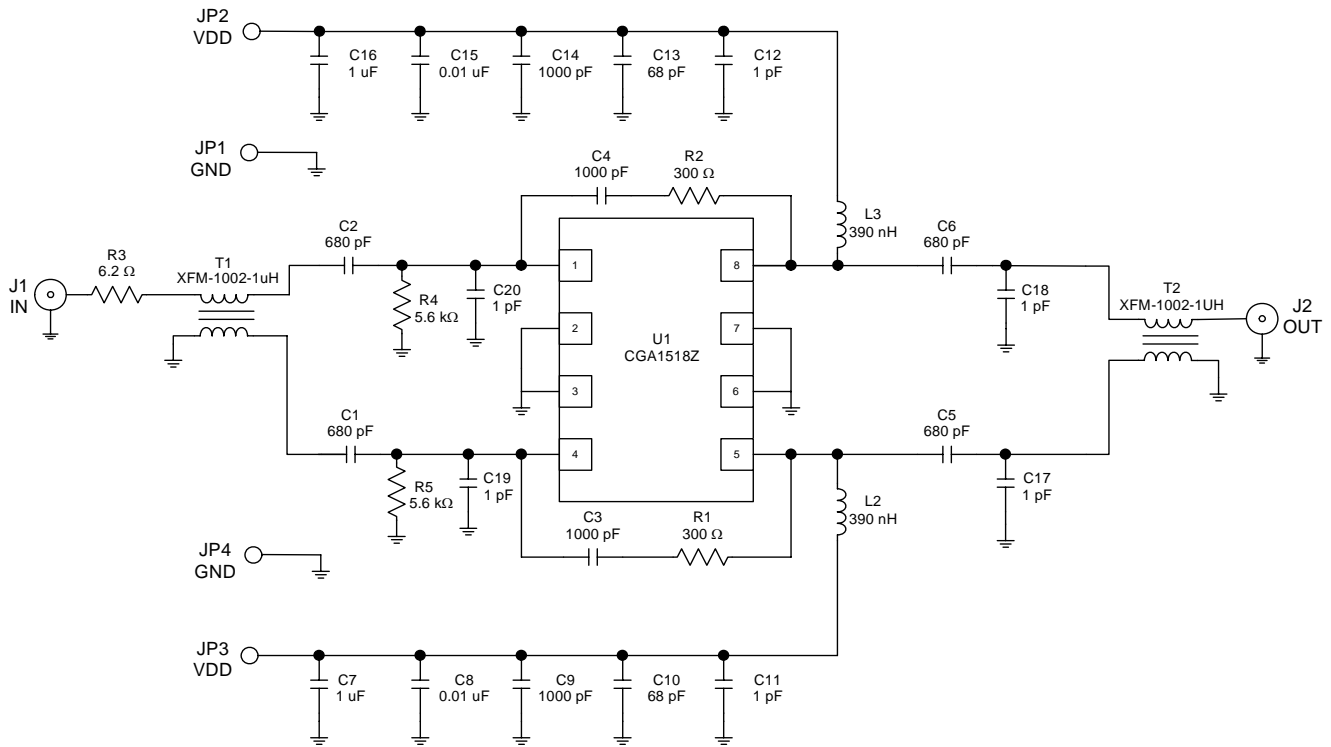 JP2
VDD
C16
1 uF
C15
0.01 uF
C14
1000 pF
C13
68 pF
C12
1 pF
JP1
GND
C4
1000 pF
R2
300 Ω
L3
390 nH
C2
680 pF
C6
680 pF
J1
IN
R3
6.2 Ω
T1
XFM-1002-1uH
R4
5.6 kΩ
C20
1 pF
1
8
C18
1 pF
T2
XFM-1002-1UH
J2
OUT
2
7
U1
CGA1518Z
3
6
C1
680 pF
C5
680 pF
4
5
R5
5.6 kΩ
C19
1 pF
C17
1 pF
L2
390 nH
C3
1000 pF
R1
300 Ω
JP4
GND
JP3
VDD
C7
1 uF
C8
0.01 uF
C9
1000 pF
C10
68 pF
C11
1 pF